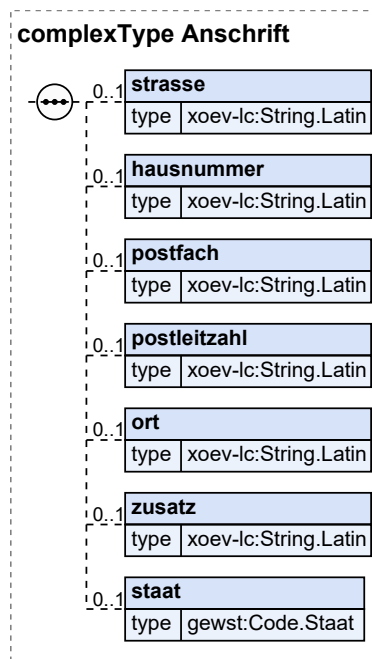 complexType Anschrift
0..1 strasse
type xoev-lc:String.Latin
0..1 hausnummer
type xoev-lc:String.Latin
0..1 postfach
type xoev-lc:String.Latin
0..1 postleitzahl
type xoev-lc:String.Latin
0..1 ort
type xoev-lc:String.Latin
0..1 zusatz
type xoev-lc:String.Latin
0..1 staat
type gewst:Code.Staat